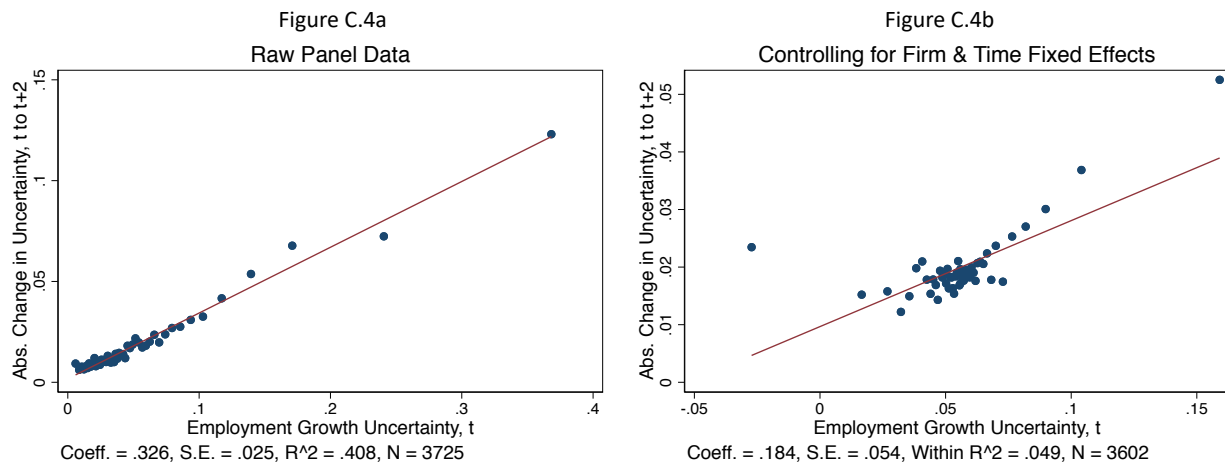 Figure C.4a
Raw Panel Data
Abs. Change in Uncertainty, t to t+2
.15
.1
.05
0
0
.1
.2
.3
.4
Employment Growth Uncertainty, t
Coeff. = .326, S.E. = .025, R^2 = .408, N = 3725
Figure C.4b
Controlling for Firm & Time Fixed Effects
Abs. Change in Uncertainty, t to t+2
.05
.04
.03
.02
.01
0
-.05
0
.05
.1
.15
Employment Growth Uncertainty, t
Coeff. = .184, S.E. = .054, Within R^2 = .049, N = 3602